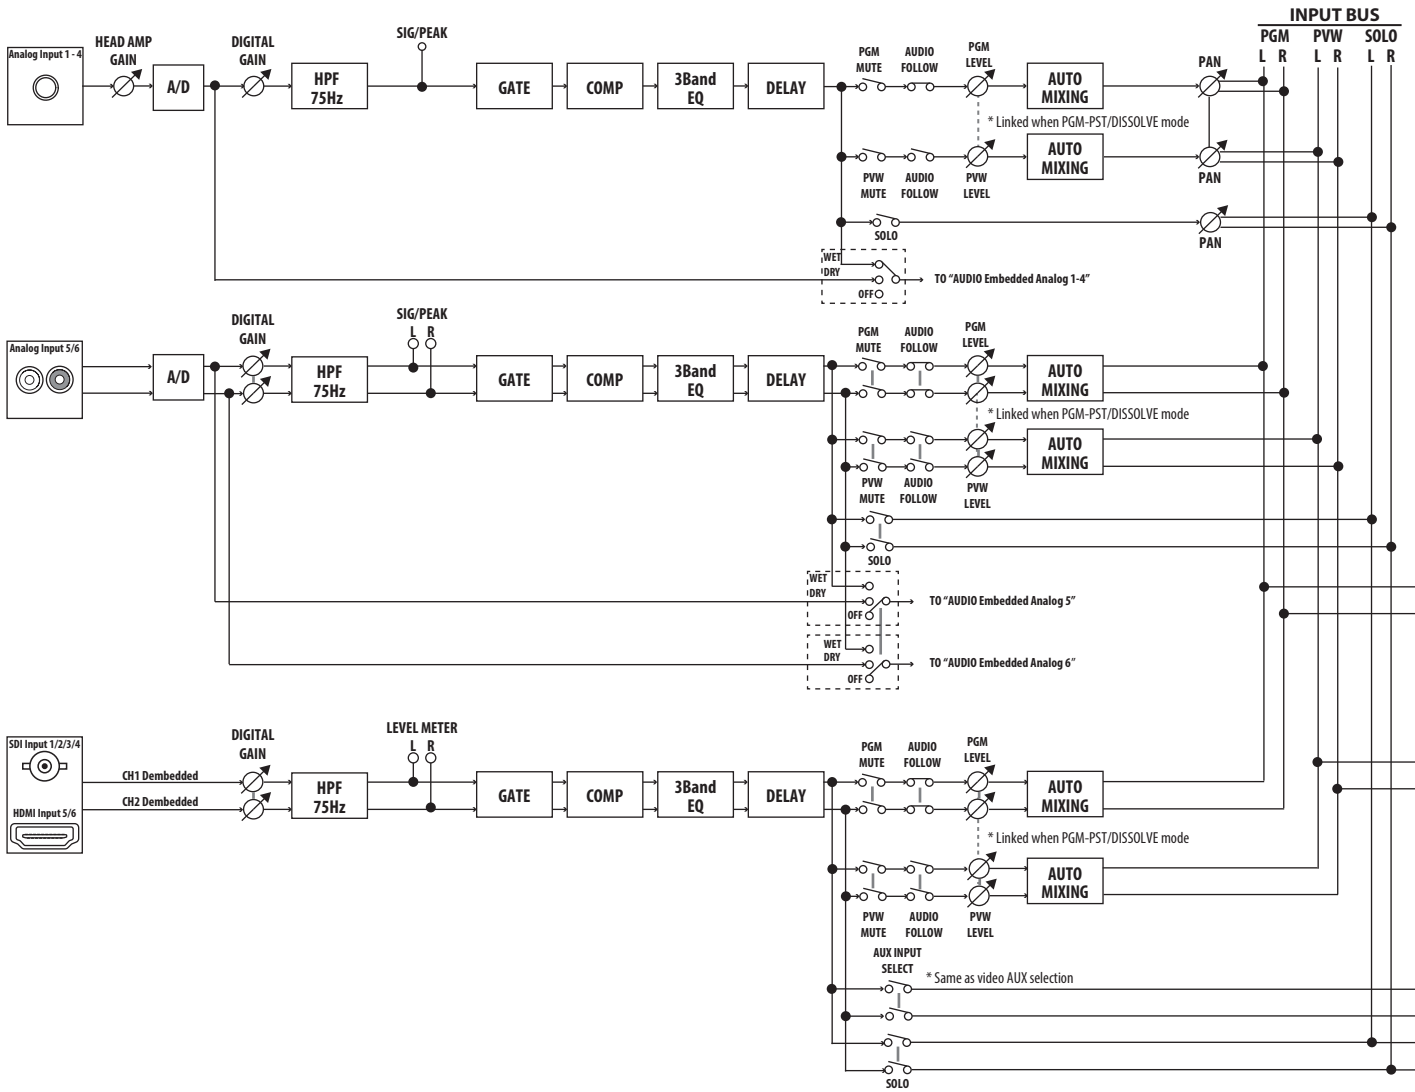 INPUT BUS
PGM PVW SOLO
L R L R L R
Analog Input 1 - 4
HEAD AMP
GAIN
A/D
DIGITAL
GAIN
HPF
75Hz
SIG/PEAK
GATE
COMP
3Band
EQ
DELAY
PGM
MUTE
AUDIO
FOLLOW
PGM
LEVEL
AUTO
MIXING
PAN
* Linked when PGM-PST/DISSOLVE mode
AUTO
MIXING
PVW
MUTE
AUDIO
FOLLOW
PVW
LEVEL
PAN
SOLO
PAN
WET
DRY
OFF
TO “AUDIO Embedded Analog 1-4”
Analog Input 5/6
A/D
DIGITAL
GAIN
HPF
75Hz
SIG/PEAK
L R
GATE
COMP
3Band
EQ
DELAY
PGM
MUTE
AUDIO
FOLLOW
PGM
LEVEL
AUTO
MIXING
* Linked when PGM-PST/DISSOLVE mode
AUTO
MIXING
PVW
MUTE
AUDIO
FOLLOW
PVW
LEVEL
SOLO
WET
DRY
OFF
TO “AUDIO Embedded Analog 5”
WET
DRY
OFF
TO “AUDIO Embedded Analog 6”
SDI Input 1/2/3/4
HDMI Input 5/6
CH1 Dembedded
CH2 Dembedded
DIGITAL
GAIN
HPF
75Hz
LEVEL METER
L R
GATE
COMP
3Band
EQ
DELAY
PGM
MUTE
AUDIO
FOLLOW
PGM
LEVEL
AUTO
MIXING
* Linked when PGM-PST/DISSOLVE mode
AUTO
MIXING
PVW
MUTE
AUDIO
FOLLOW
PVW
LEVEL
AUX INPUT
SELECT
* Same as video AUX selection
SOLO